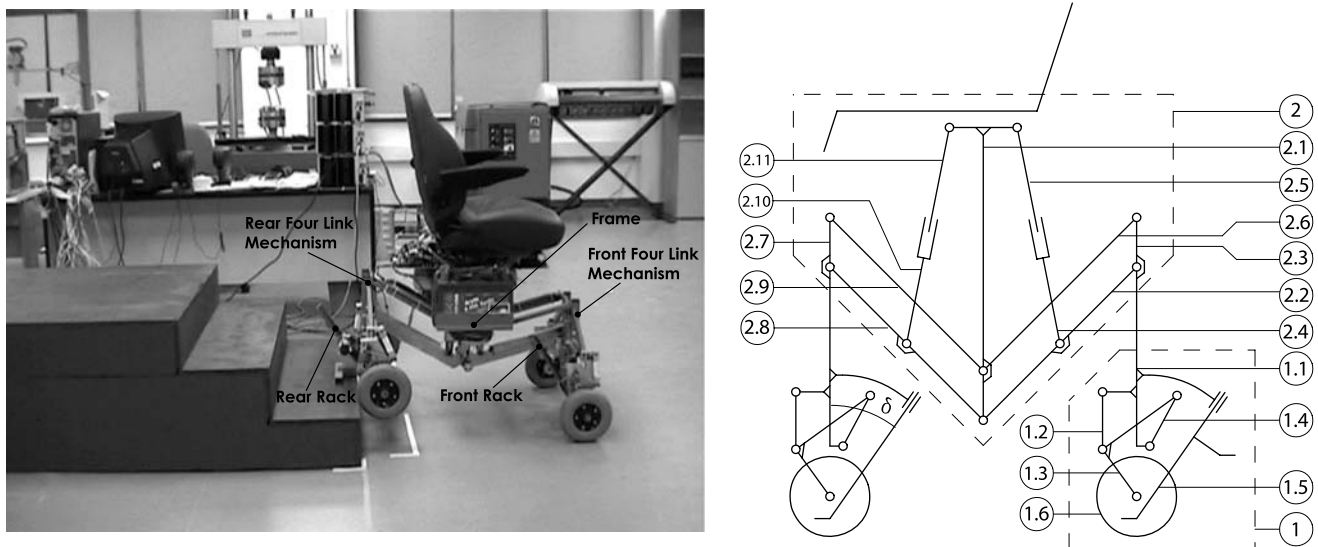 Rear Four Link
Mechanism
Frame
Front Four Link
Mechanism
Rear Rack
Front Rack
2
2.11
2.1
2.10
2.5
2.7
2.6
2.3
2.9
2.2
2.8
2.4
1.1
δ
1.2
1.4
1.3
1.5
1.6
1